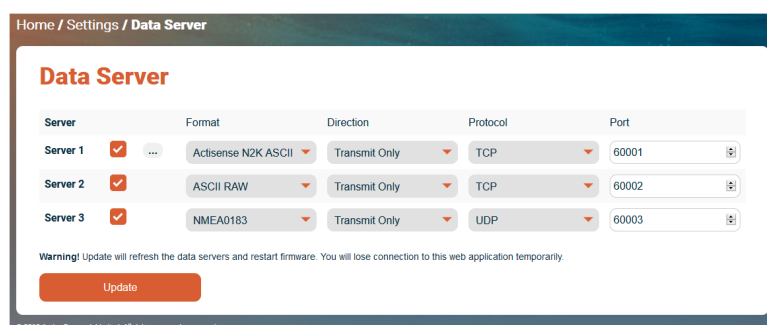 Home / Settings / Data Server
Data Server
Server Format Direction Protocol Port
Server 1 ... Actisense N2K ASCII Transmit Only TCP 60001
Server 2 ASCII RAW Transmit Only TCP 60002
Server 3 NMEA0183 Transmit Only UDP 60003
Warning! Update will refresh the data servers and restart firmware. You will lose connection to this web application temporarily.
Update